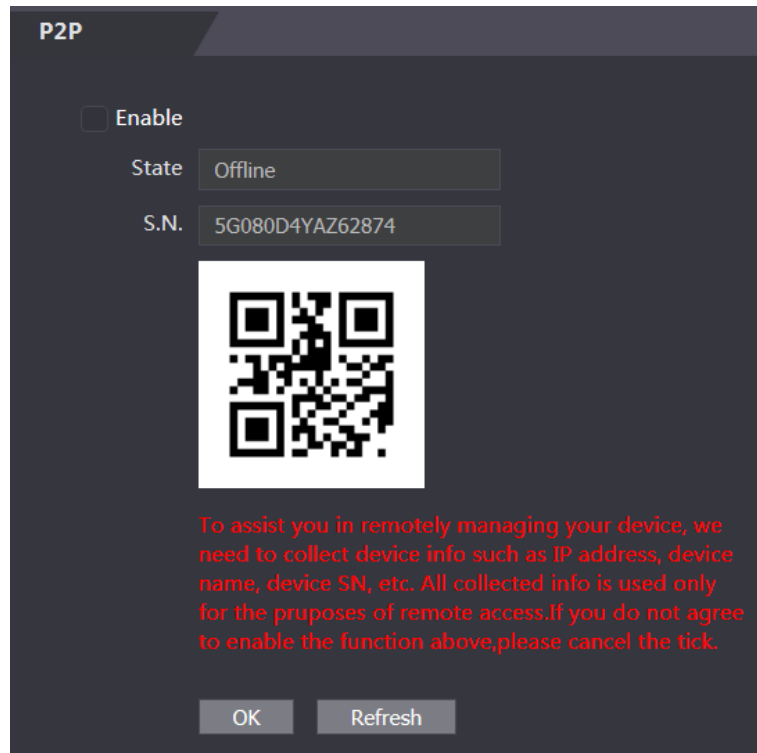 P2P
Enable
State Offline
S.N. 5G080D4YAZ62874
To assist you in remotely managing your device, we
need to collect device info such as IP address, device
name, device SN, etc. All collected info is used only
for the pruposes of remote access.If you do not agree
to enable the function above,please cancel the tick.
OK Refresh